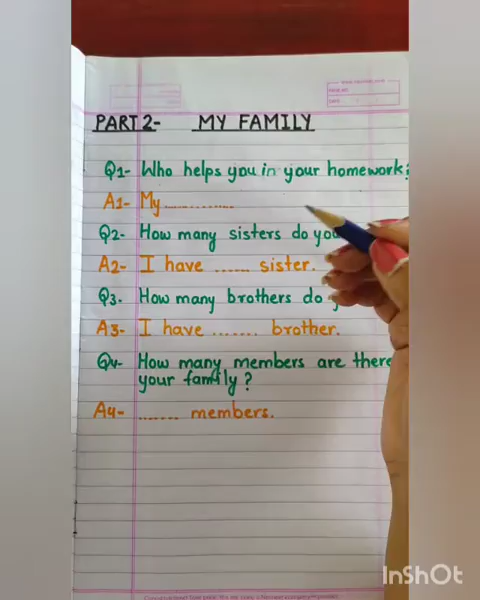 PART 2- MY FAMILY
Q1- Who helps you in your homework?
A1- My ............
Q2- How many sisters do you
A2- I have ...... sister.
Q3. How many brothers do
A3- I have ....... brother.
Q4- How many members are there
your family?
A4- ....... members.
InShOt